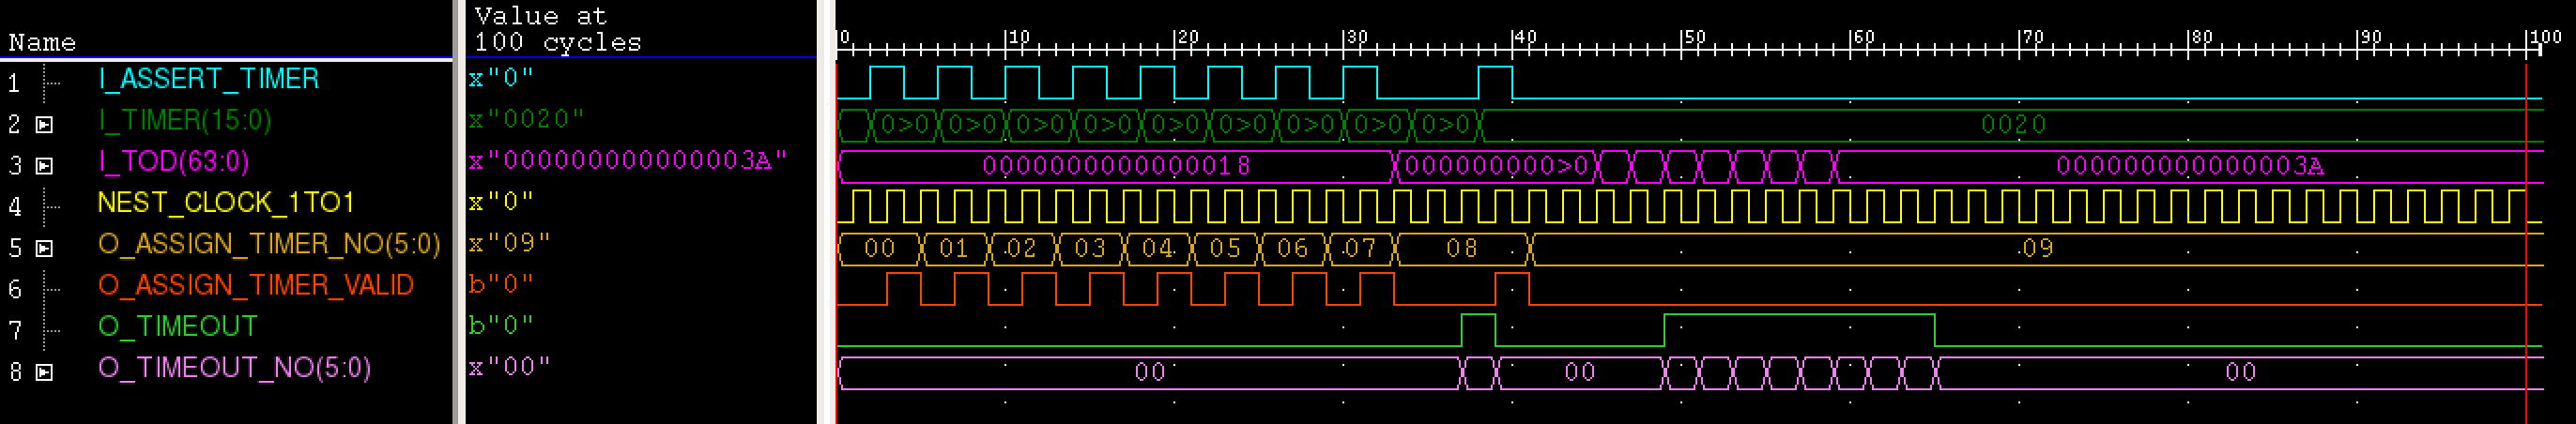 Value at
Name 100 cycles 0 10 20 30 40 50 60 70 80 90 100
1 I_ASSERT_TIMER x"0"
2 I_TIMER(15:0) x"0020" 0>0 0>0 0>0 0>0 0>0 0>0 0>0 0>0 0>0 0020
3 I_TOD(63:0) x"000000000000003A" 0000000000000018 000000000>0 000000000000003A
4 NEST_CLOCK_1TO1 x"0"
5 O_ASSIGN_TIMER_NO(5:0) x"09" 00 01 02 03 04 05 06 07 08 09
6 O_ASSIGN_TIMER_VALID b"0"
7 O_TIMEOUT b"0"
8 O_TIMEOUT_NO(5:0) x"00" 00 00 00